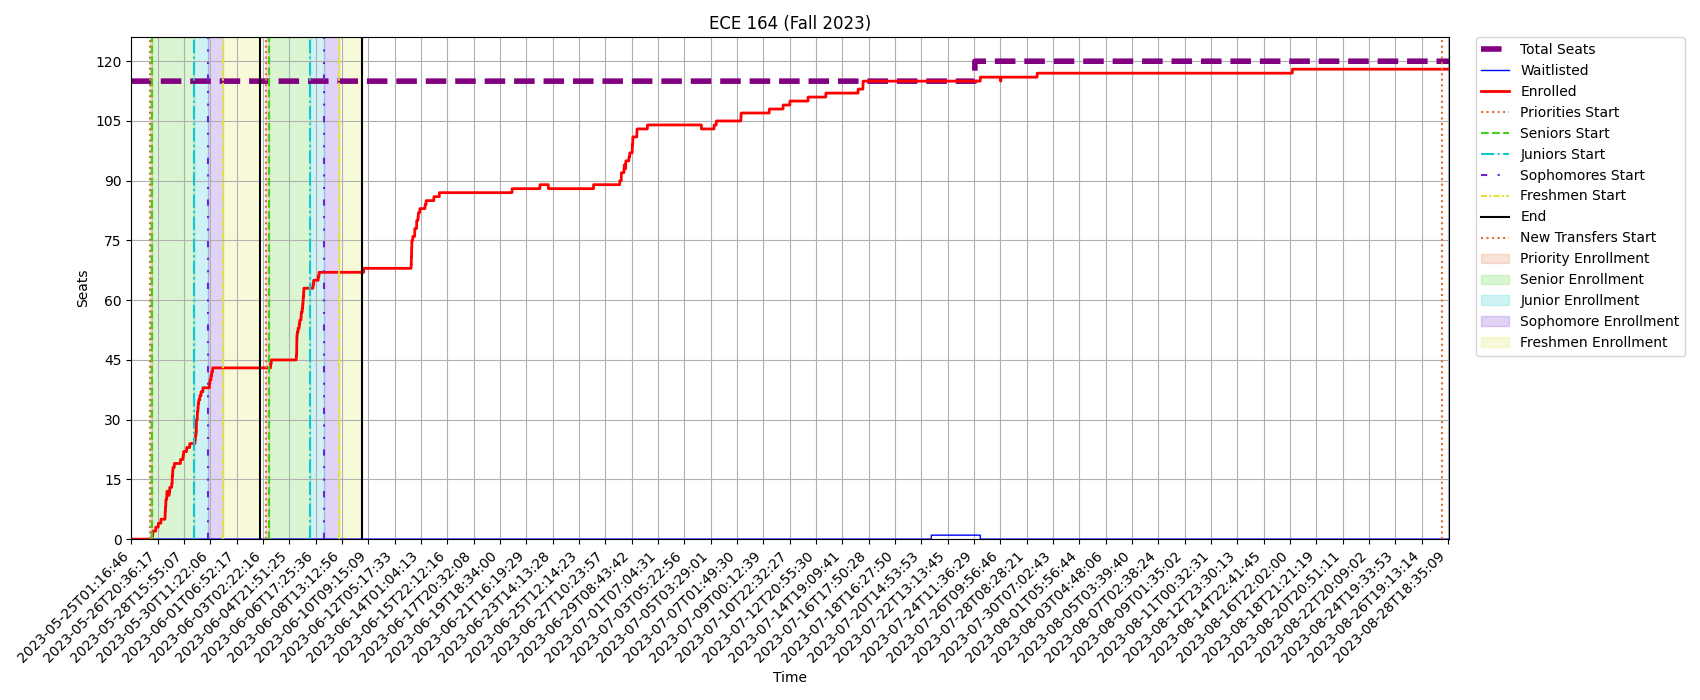 ECE 164 (Fall 2023)
Seats
120
105
90
75
60
45
30
15
0
2023-05-25T01:16:46
2023-05-26T20:36:17
2023-05-28T15:55:07
2023-05-30T11:22:06
2023-06-01T06:52:17
2023-06-03T02:22:16
2023-06-04T21:51:25
2023-06-06T17:25:36
2023-06-08T13:12:56
2023-06-10T09:15:09
2023-06-12T05:17:33
2023-06-14T01:04:13
2023-06-15T22:12:16
2023-06-17T20:32:08
2023-06-19T18:34:00
2023-06-21T16:19:29
2023-06-23T14:13:28
2023-06-25T12:14:23
2023-06-27T10:23:57
2023-06-29T08:43:42
2023-07-01T07:04:31
2023-07-03T05:22:56
2023-07-05T03:29:01
2023-07-07T01:49:30
2023-07-09T00:12:39
2023-07-10T22:32:27
2023-07-12T20:55:30
2023-07-14T19:09:41
2023-07-16T17:50:28
2023-07-18T16:27:50
2023-07-20T14:53:53
2023-07-22T13:13:45
2023-07-24T11:36:29
2023-07-26T09:56:46
2023-07-28T08:28:21
2023-07-30T07:02:43
2023-08-01T05:56:44
2023-08-03T04:48:06
2023-08-05T03:39:40
2023-08-07T02:38:24
2023-08-09T01:35:02
2023-08-11T00:32:31
2023-08-12T23:30:13
2023-08-14T22:41:45
2023-08-16T22:02:00
2023-08-18T21:21:19
2023-08-20T20:51:11
2023-08-22T20:09:02
2023-08-24T19:33:53
2023-08-26T19:13:14
2023-08-28T18:35:09
Time
Total Seats
Waitlisted
Enrolled
Priorities Start
Seniors Start
Juniors Start
Sophomores Start
Freshmen Start
End
New Transfers Start
Priority Enrollment
Senior Enrollment
Junior Enrollment
Sophomore Enrollment
Freshmen Enrollment